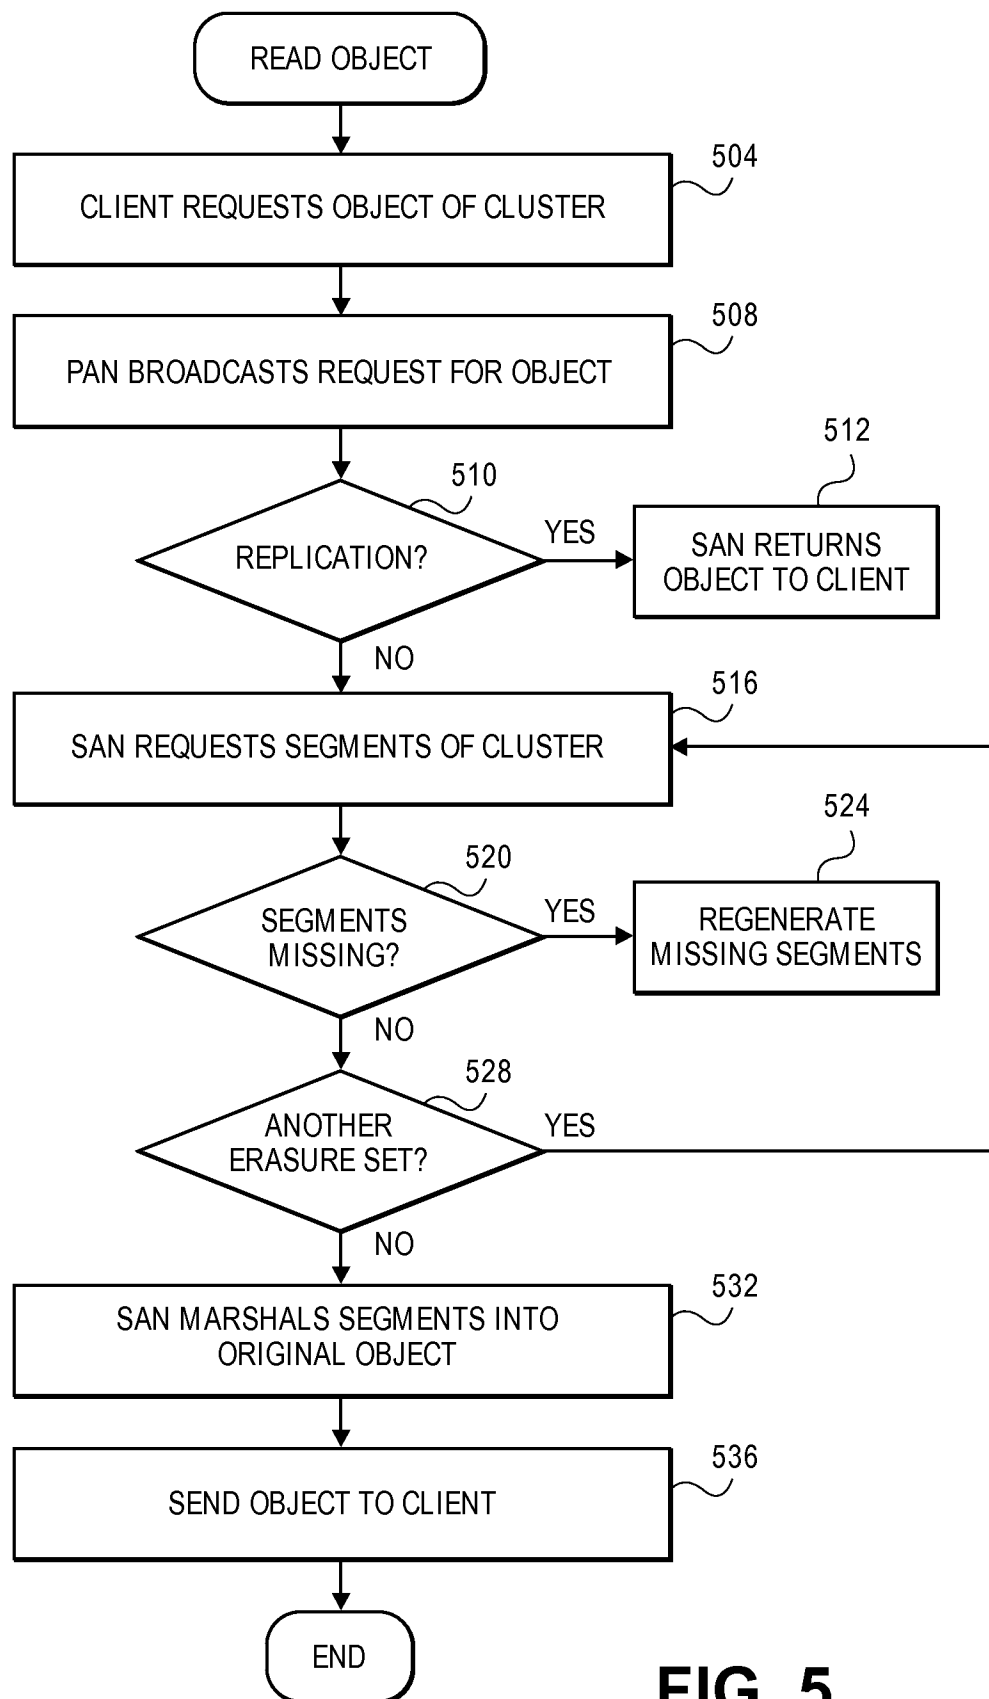 READ OBJECT
504
CLIENT REQUESTS OBJECT OF CLUSTER
508
PAN BROADCASTS REQUEST FOR OBJECT
512
510
REPLICATION?
YES
SAN RETURNS
OBJECT TO CLIENT
NO
516
SAN REQUESTS SEGMENTS OF CLUSTER
524
520
SEGMENTS
MISSING?
YES
REGENERATE
MISSING SEGMENTS
NO
528
ANOTHER
ERASURE SET?
YES
NO
532
SAN MARSHALS SEGMENTS INTO
ORIGINAL OBJECT
536
SEND OBJECT TO CLIENT
END
FIG. 5